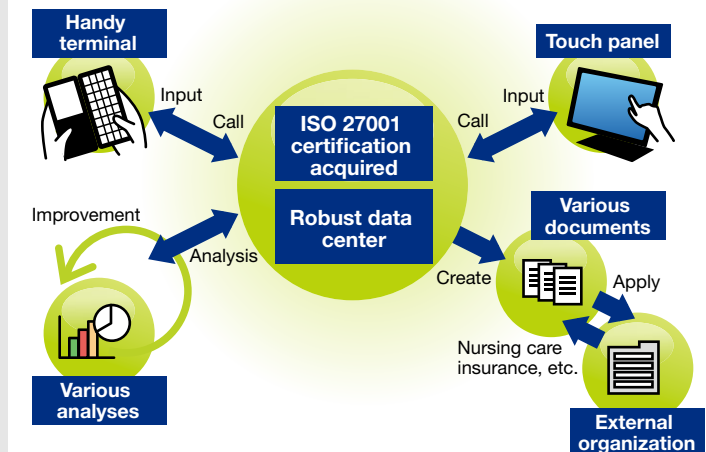 Handy
terminal
Touch panel
Input
Call
ISO 27001
certification
acquired
Call
Input
Robust data
center
Improvement
Analysis
Various
documents
Create
Apply
Nursing care
insurance, etc.
Various
analyses
External
organization